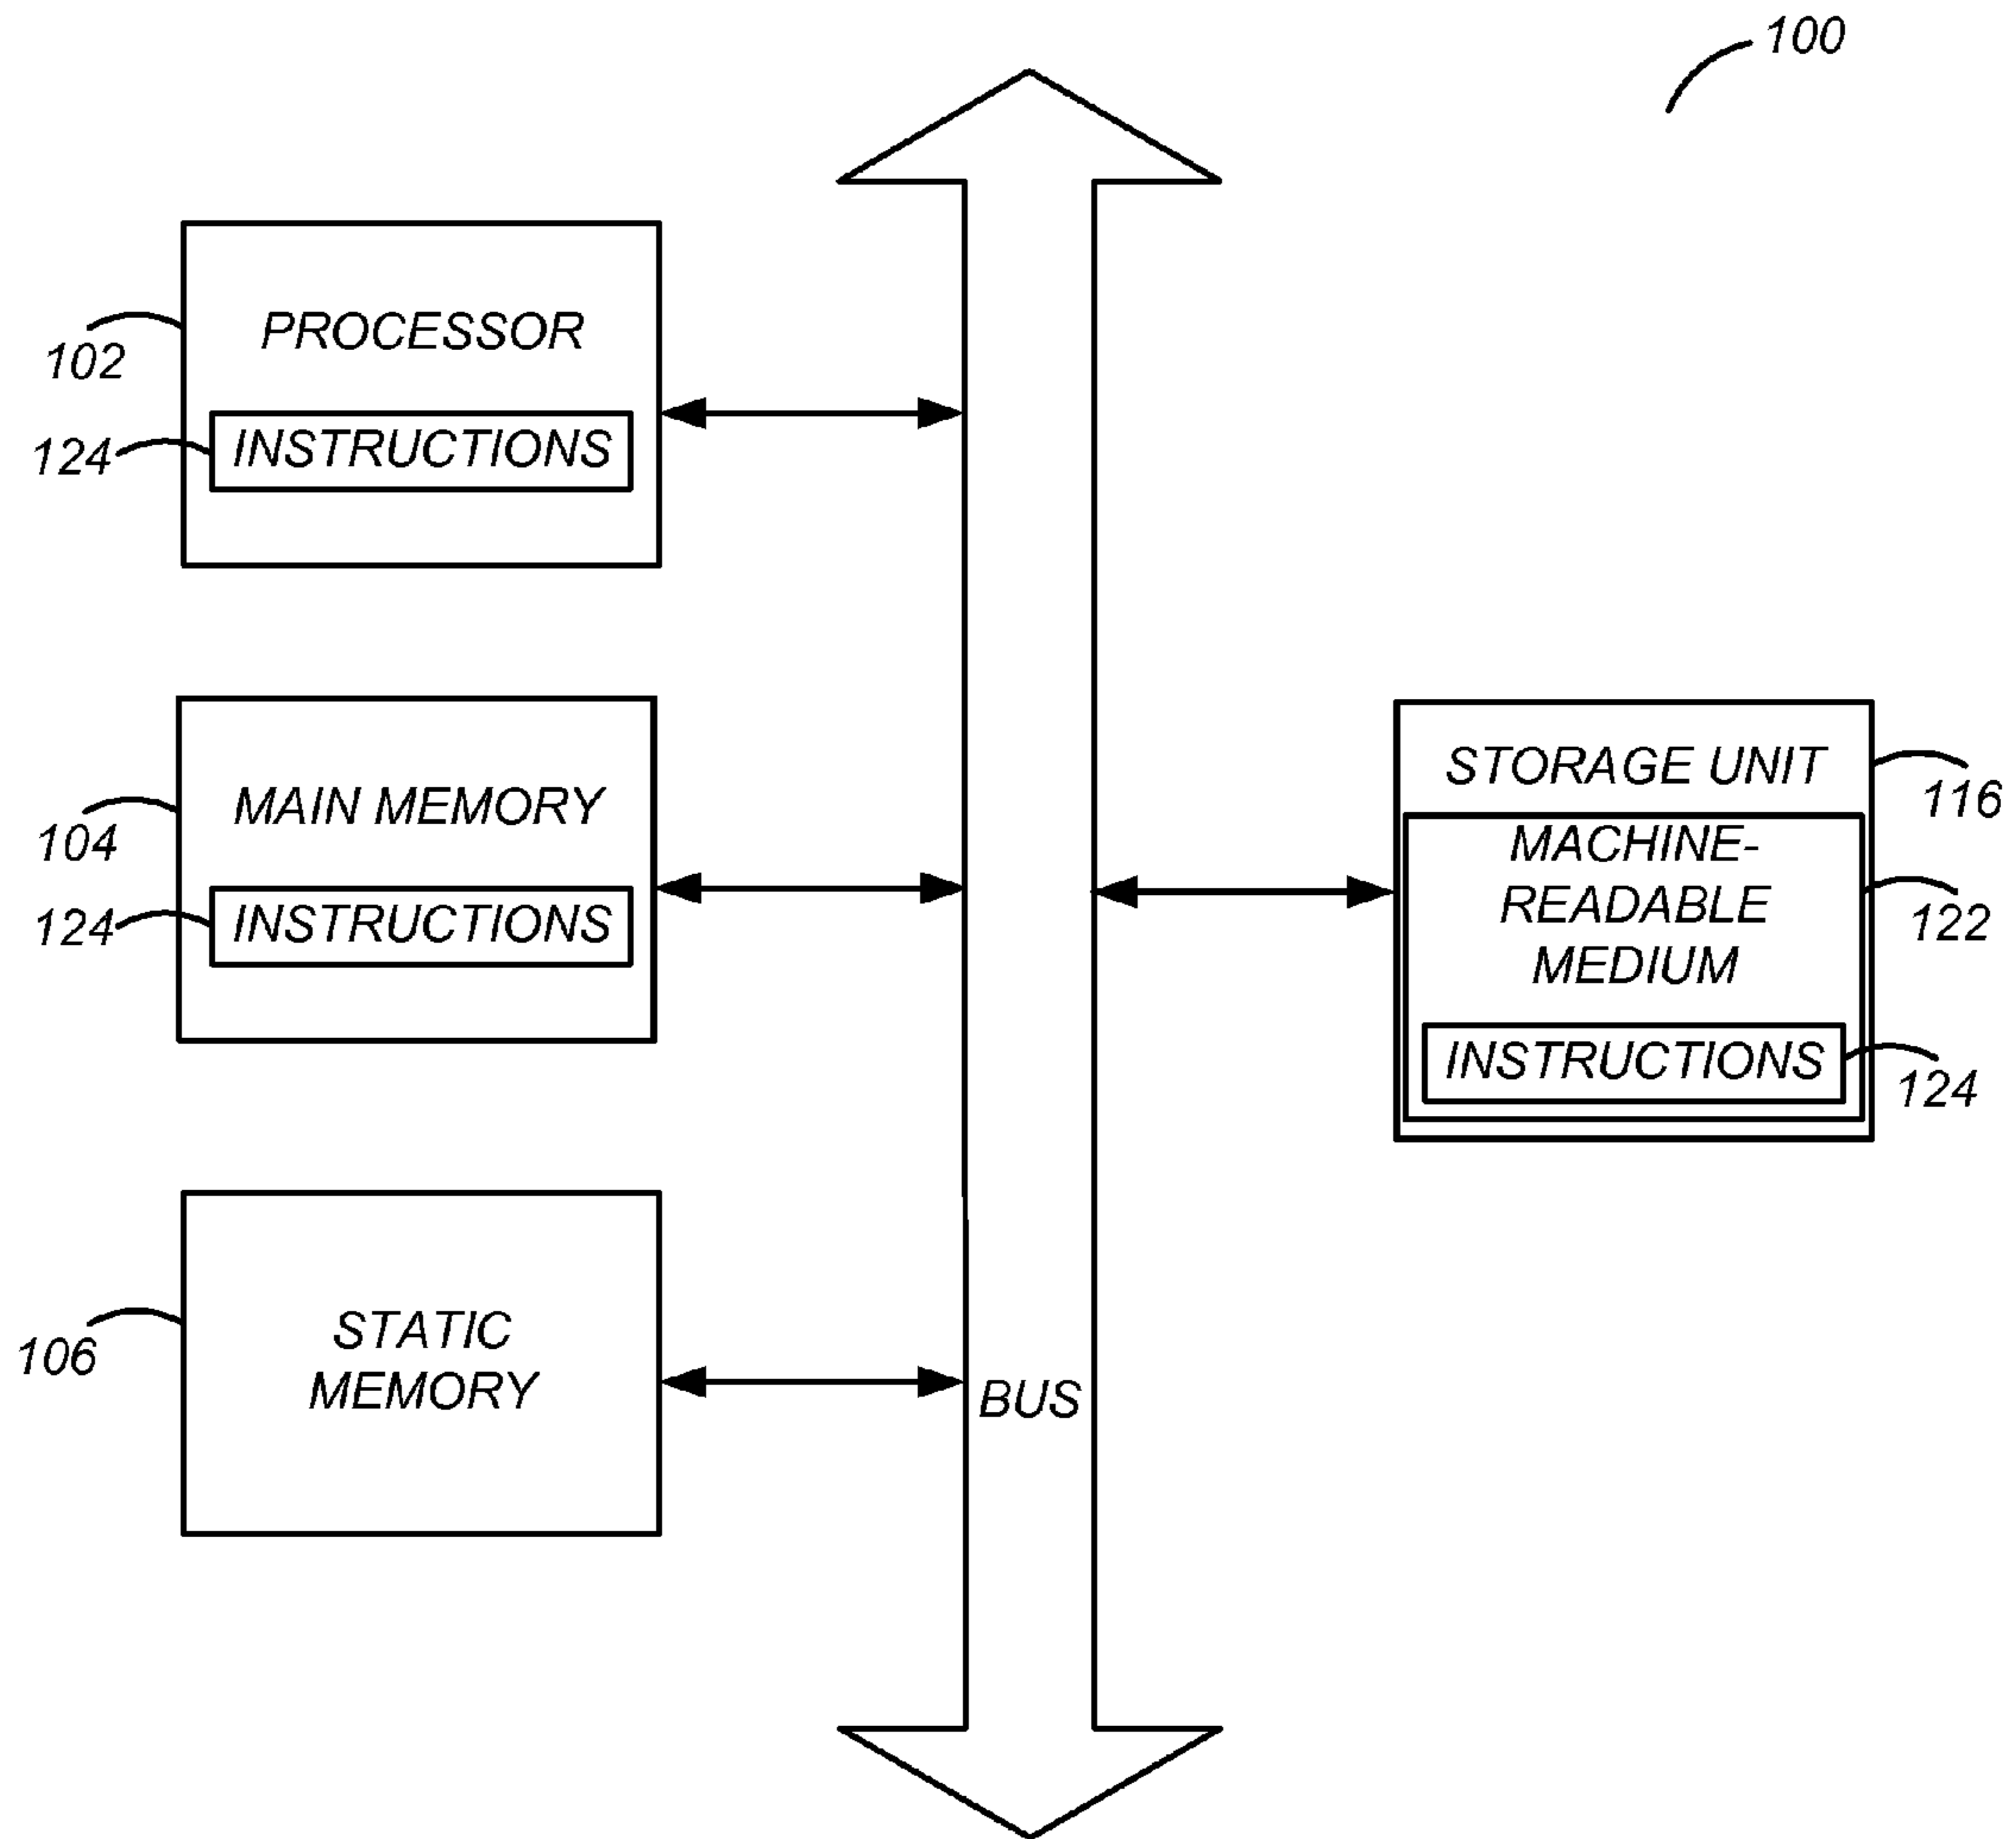 100
PROCESSOR
102
INSTRUCTIONS
124
MAIN MEMORY
104
INSTRUCTIONS
124
STORAGE UNIT
116
MACHINE-
READABLE
MEDIUM
122
INSTRUCTIONS
124
STATIC
MEMORY
106
BUS